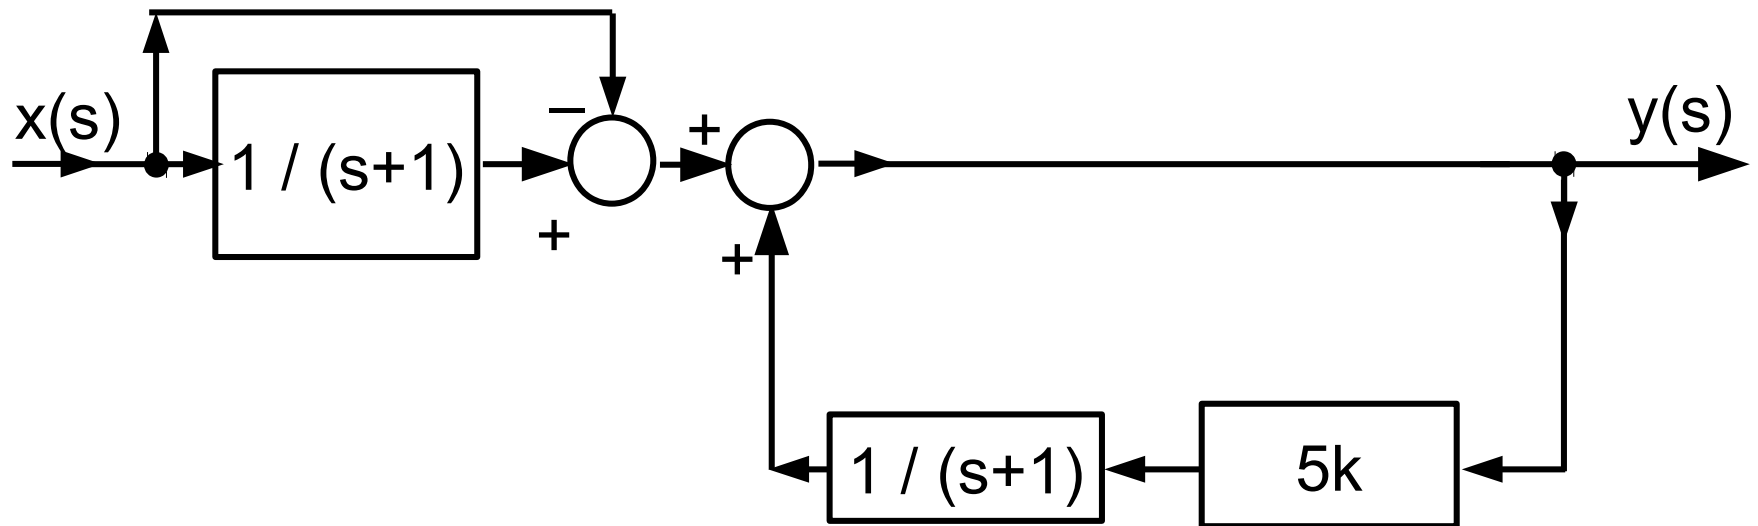 x(s)
1 / (s+1)
−
+
+
+
y(s)
1 / (s+1)
5k